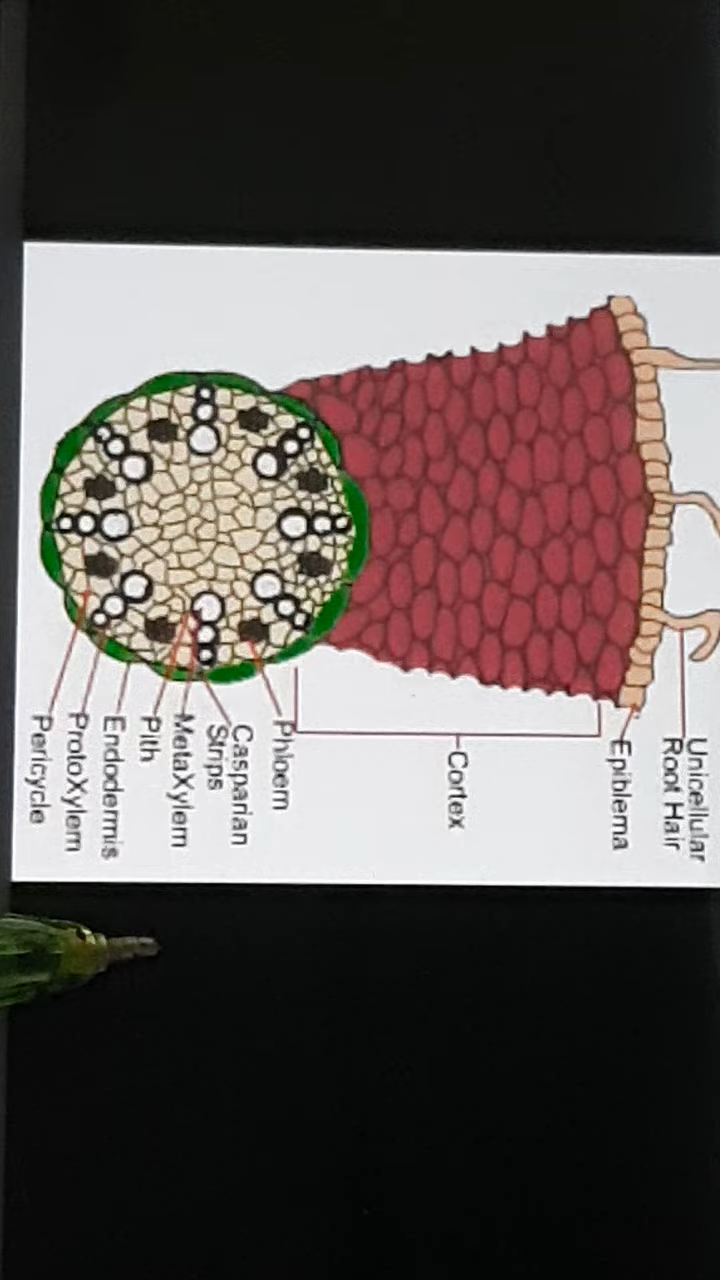 Unicellular
Root Hair
Epiblema
Cortex
Phloem
Casparian
Strips
MetaXylem
Pith
Endodermis
ProtoXylem
Pericycle